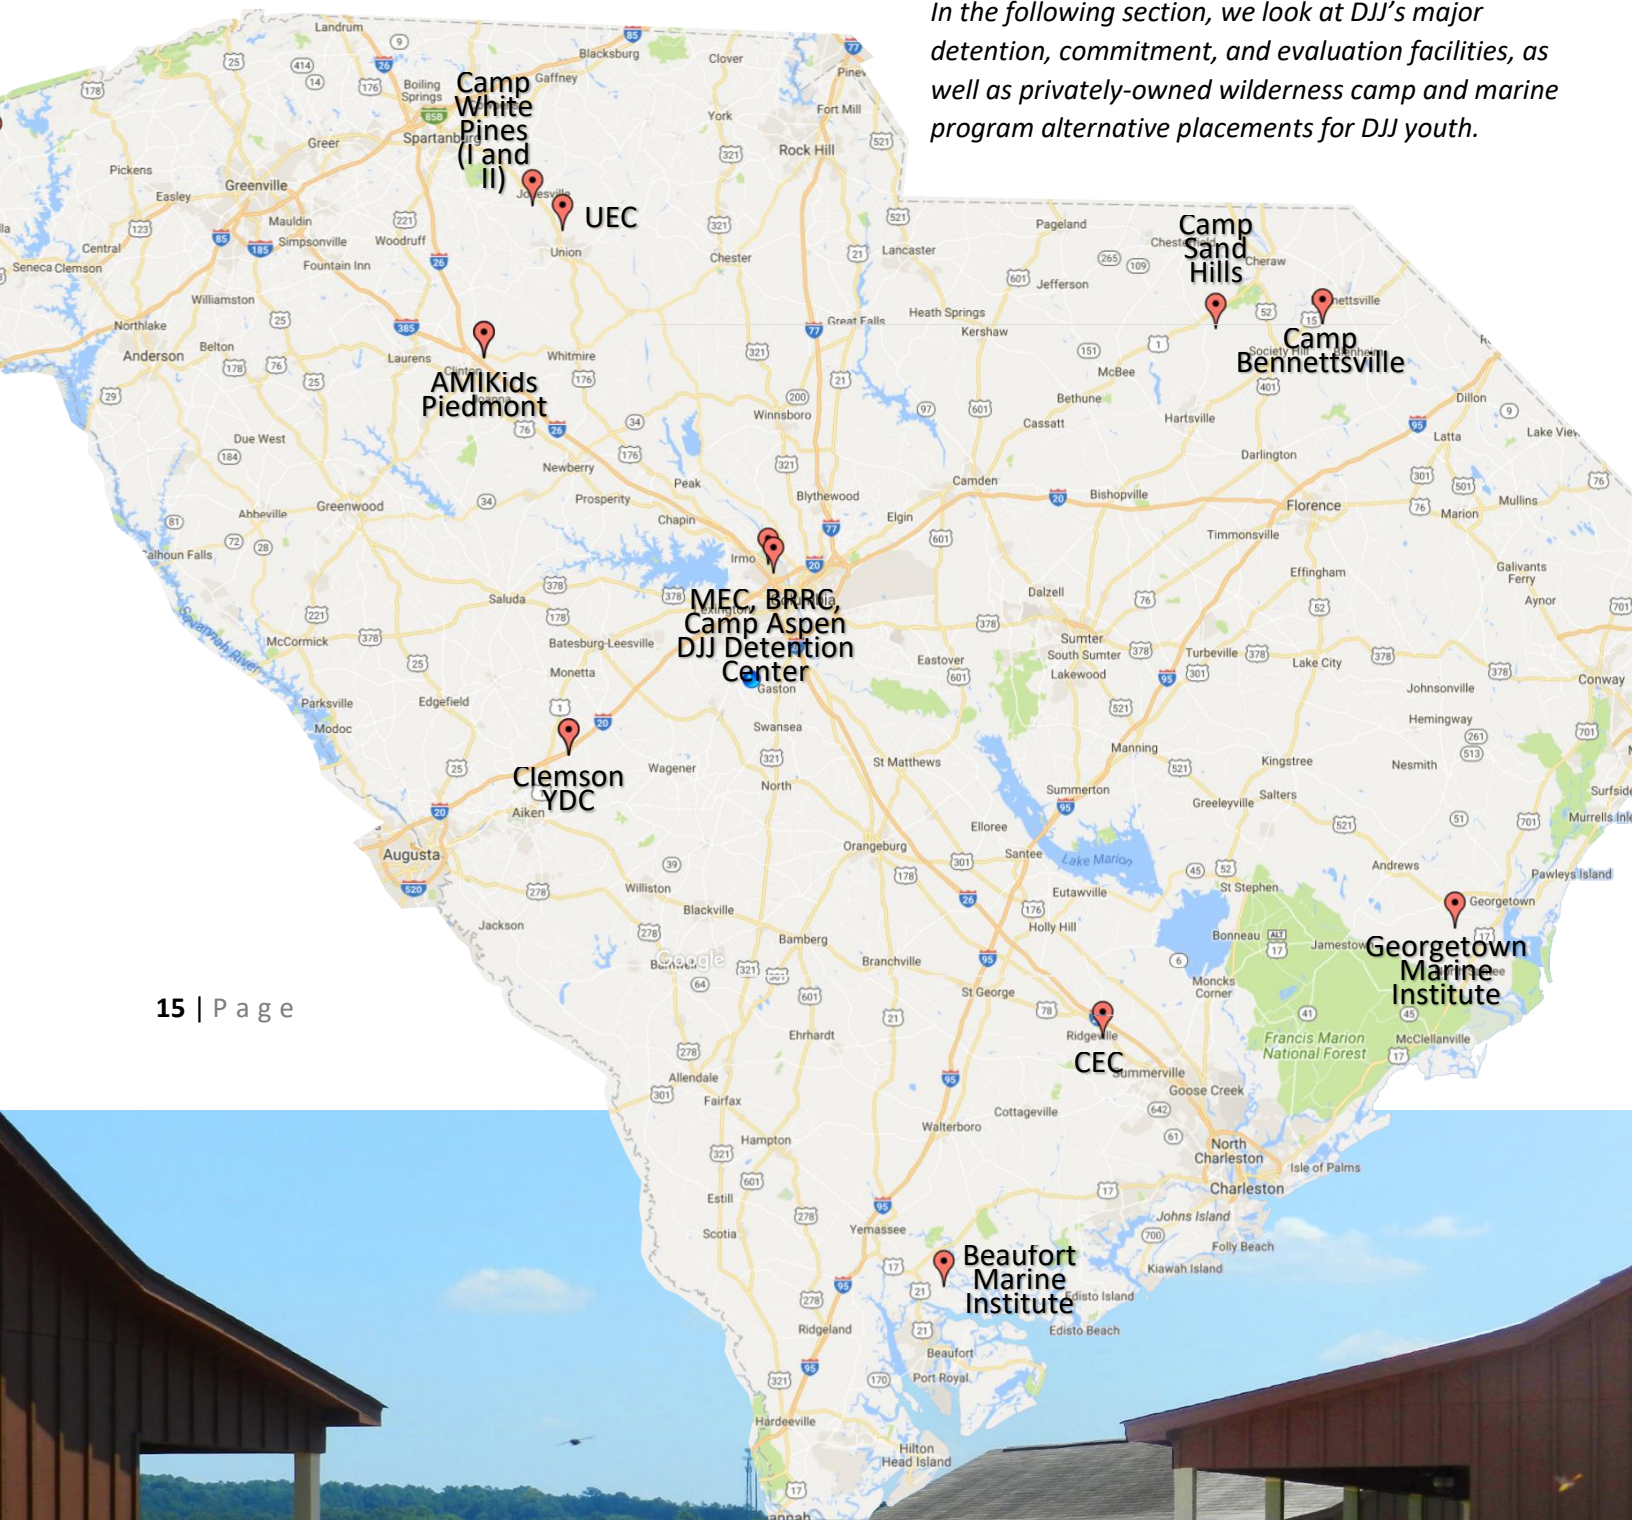 In the following section, we look at DJJ's major
detention, commitment, and evaluation facilities, as
well as privately-owned wilderness camp and marine
program alternative placements for DJJ youth.
Camp
White
Pines
(I and
II)
UEC
Camp
Sand
Hills
Camp
Bennettsville
AMIKids
Piedmont
MEC, BRRC,
Camp Aspen
DJJ Detention
Center
Clemson
YDC
Georgetown
Marine
Institute
CEC
Beaufort
Marine
Institute
15 | Page
Landrum
Blacksburg
Clover
Gaffney
Boiling
Springs
Fort Mill
York
Spartanburg
Greer
Rock Hill
Pickens
Greenville
Easley
Mauldin
Simpsonville
Woodruff
Central
Seneca Clemson
Fountain Inn
Union
Chester
Lancaster
Pageland
Cheraw
Jefferson
Williamston
Heath Springs
Great Falls
Kershaw
Northlake
Belton
Anderson
Laurens
Whitmire
McBee
Society Hill
Bethune
Dillon
Winnsboro
Cassatt
Hartsville
Latta
Due West
Darlington
Newberry
Peak
Camden
Blythewood
Bishopville
Prosperity
Greenwood
Abbeville
Chapin
Elgin
Florence
Mullins
Marion
Timmonsville
Calhoun Falls
Irmo
Effingham
Galivants
Ferry
Saluda
Dalzell
Aynor
Savannah River
McCormick
Batesburg-Leesville
Sumter
South Sumter
Turbeville
Lake City
Monetta
Eastover
Lakewood
Conway
Gaston
Johnsonville
Parksville
Edgefield
Modoc
Swansea
Hemingway
Manning
Wagener
St Matthews
Kingstree
Nesmith
North
Summerton
Salters
Greeleyville
Aiken
Elloree
Augusta
Orangeburg
Santee
Lake Marion
Andrews
Pawleys Island
Williston
Eutawville
St Stephen
Georgetown
Blackville
Jackson
Holly Hill
Bonneau
Jamestown
Bamberg
Barnwell
Google
Branchville
St George
Moncks
Corner
Ehrhardt
Ridgeville
Francis Marion
National Forest
McClellanville
Allendale
Summerville
Goose Creek
Fairfax
Cottageville
Walterboro
Hampton
North
Charleston
Isle of Palms
Estill
Charleston
Scotia
Yemassee
Johns Island
Folly Beach
Kiawah Island
Edisto Island
Ridgeland
Edisto Beach
Beaufort
Port Royal
Hardeeville
Hilton
Head Island